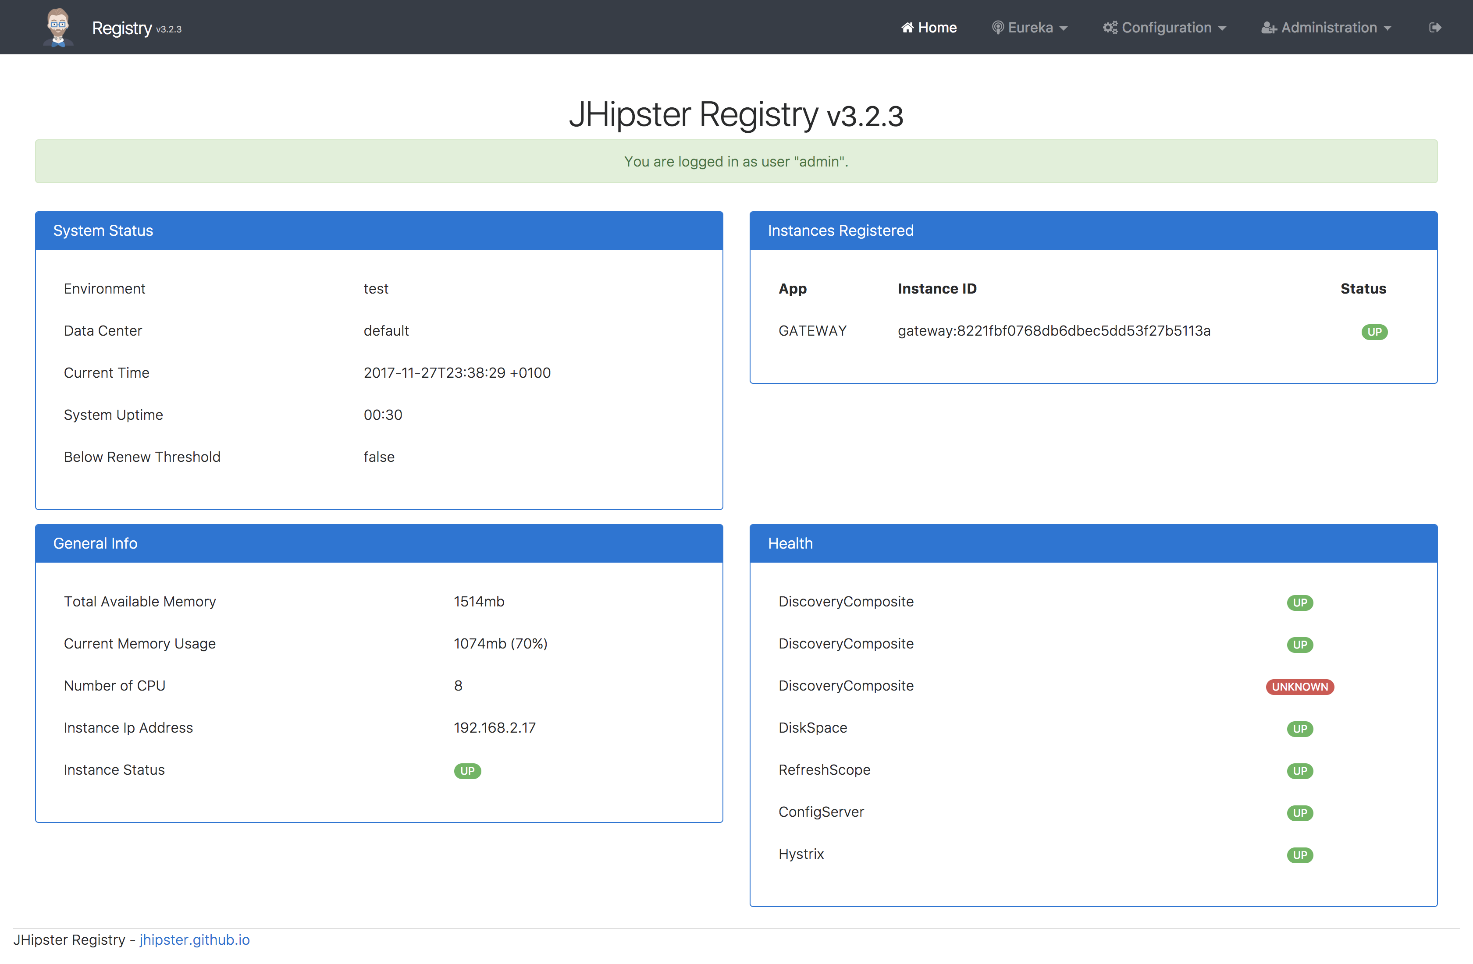 Registry v3.2.3
Home
Eureka
Configuration
Administration
JHipster Registry v3.2.3
You are logged in as user "admin".
System Status
Environment test
Data Center default
Current Time 2017-11-27T23:38:29 +0100
System Uptime 00:30
Below Renew Threshold false
Instances Registered
App Instance ID Status
GATEWAY gateway:8221fbf0768db6dbec5dd53f27b5113a UP
General Info
Total Available Memory 1514mb
Current Memory Usage 1074mb (70%)
Number of CPU 8
Instance Ip Address 192.168.2.17
Instance Status UP
Health
DiscoveryComposite UP
DiscoveryComposite UP
DiscoveryComposite UNKNOWN
DiskSpace UP
RefreshScope UP
ConfigServer UP
Hystrix UP
JHipster Registry - jhipster.github.io